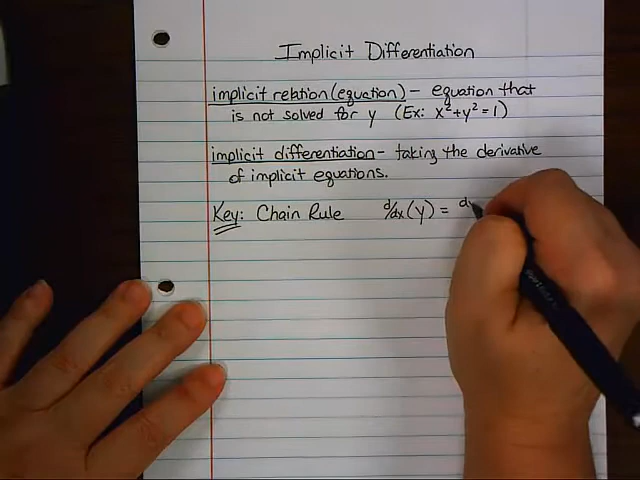 Implicit Differentiation
implicit relation (equation) - equation that
is not solved for y (Ex: x²+y²=1)
implicit differentiation - taking the derivative
of implicit equations.
Key: Chain Rule d/dx(y) =